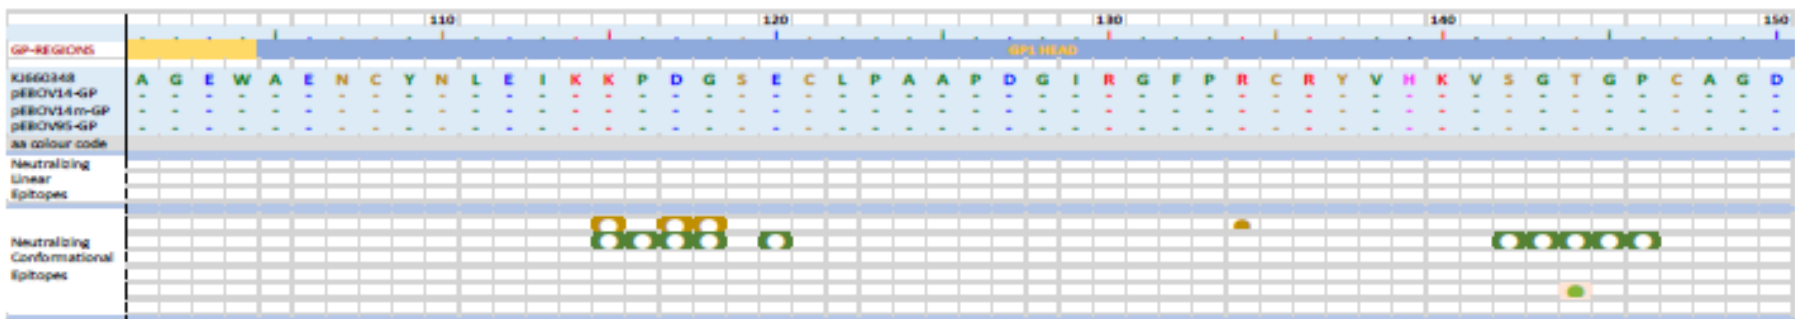 110 120 130 140 150
GP-REGIONS GP1 HEAD
KJ660348 A G E W A E N C Y N L E I K K P D G S E C L P A A P D G I R G F P R C R Y V H K V S G T G P C A G D
pEBOV14-GP - - - - - - - - - - - - - - - - - - - - - - - - - - - - - - - - - - - - - - - - - - - - - - - - - -
pEBOV14m-GP - - - - - - - - - - - - - - - - - - - - - - - - - - - - - - - - - - - - - - - - - - - - - - - - - -
pEBOV95-GP - - - - - - - - - - - - - - - - - - - - - - - - - - - - - - - - - - - - - - - - - - - - - - - - - -
aa colour code
Neutralizing
Linear
Epitopes
Neutralizing
Conformational
Epitopes